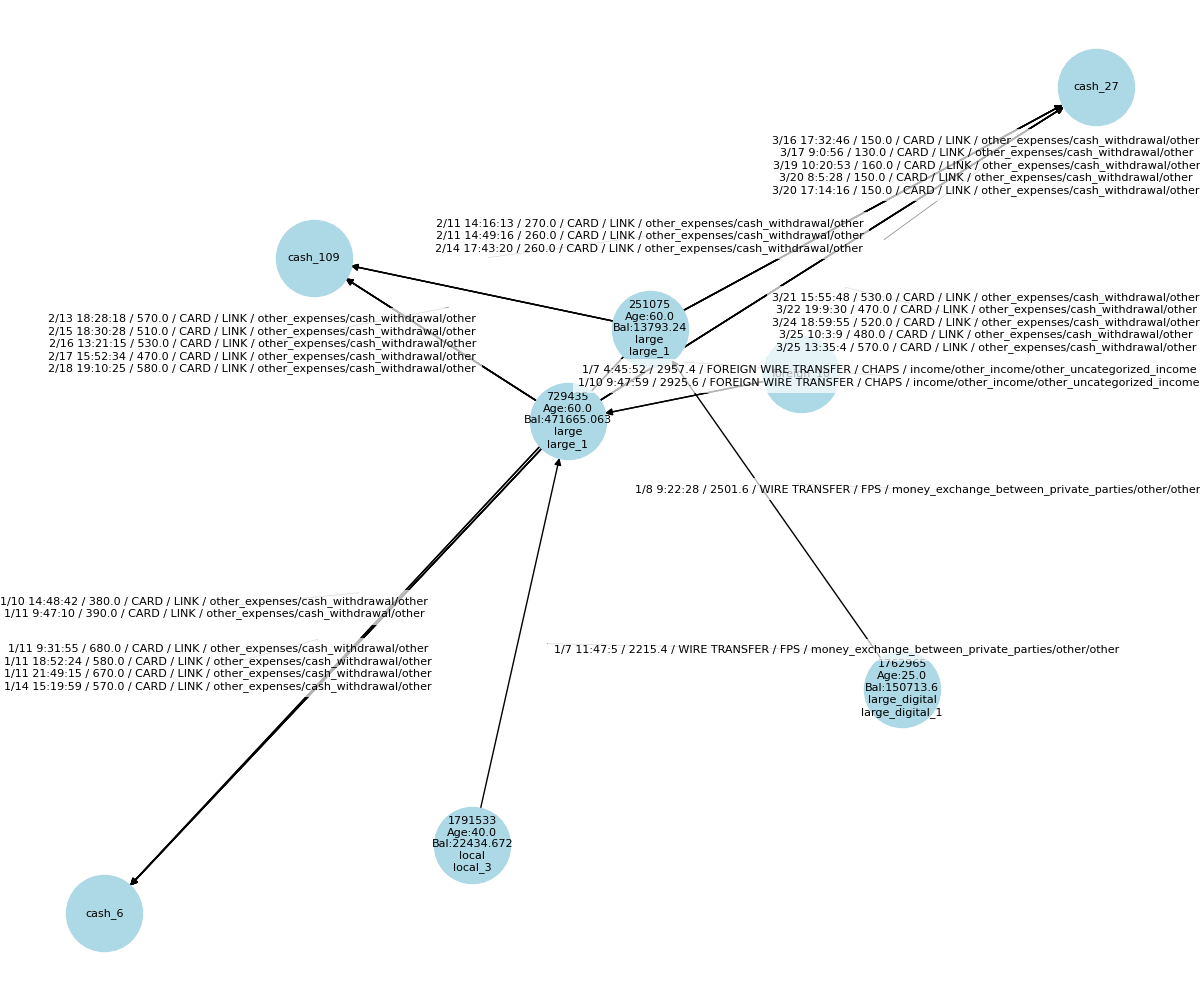 cash_27
3/16 17:32:46 / 150.0 / CARD / LINK / other_expenses/cash_withdrawal/other
3/17 9:0:56 / 130.0 / CARD / LINK / other_expenses/cash_withdrawal/other
3/19 10:20:53 / 160.0 / CARD / LINK / other_expenses/cash_withdrawal/other
3/20 8:5:28 / 150.0 / CARD / LINK / other_expenses/cash_withdrawal/other
3/20 17:14:16 / 150.0 / CARD / LINK / other_expenses/cash_withdrawal/other
2/11 14:16:13 / 270.0 / CARD / LINK / other_expenses/cash_withdrawal/other
2/11 14:49:16 / 260.0 / CARD / LINK / other_expenses/cash_withdrawal/other
2/14 17:43:20 / 260.0 / CARD / LINK / other_expenses/cash_withdrawal/other
cash_109
251075
Age:60.0
Bal:13793.24
large
large_1
3/21 15:55:48 / 530.0 / CARD / LINK / other_expenses/cash_withdrawal/other
3/22 19:9:30 / 470.0 / CARD / LINK / other_expenses/cash_withdrawal/other
3/24 18:59:55 / 520.0 / CARD / LINK / other_expenses/cash_withdrawal/other
3/25 10:3:9 / 480.0 / CARD / LINK / other_expenses/cash_withdrawal/other
3/25 13:35:4 / 570.0 / CARD / LINK / other_expenses/cash_withdrawal/other
2/13 18:28:18 / 570.0 / CARD / LINK / other_expenses/cash_withdrawal/other
2/15 18:30:28 / 510.0 / CARD / LINK / other_expenses/cash_withdrawal/other
2/16 13:21:15 / 530.0 / CARD / LINK / other_expenses/cash_withdrawal/other
2/17 15:52:34 / 470.0 / CARD / LINK / other_expenses/cash_withdrawal/other
2/18 19:10:25 / 580.0 / CARD / LINK / other_expenses/cash_withdrawal/other
1/7 4:45:52 / 2957.4 / FOREIGN WIRE TRANSFER / CHAPS / income/other_income/other_uncategorized_income
1/10 9:47:59 / 2925.6 / FOREIGN WIRE TRANSFER / CHAPS / income/other_income/other_uncategorized_income
729435
Age:60.0
Bal:471665.063
large
large_1
1/8 9:22:28 / 2501.6 / WIRE TRANSFER / FPS / money_exchange_between_private_parties/other/other
1/10 14:48:42 / 380.0 / CARD / LINK / other_expenses/cash_withdrawal/other
1/11 9:47:10 / 390.0 / CARD / LINK / other_expenses/cash_withdrawal/other
1/11 9:31:55 / 680.0 / CARD / LINK / other_expenses/cash_withdrawal/other
1/11 18:52:24 / 580.0 / CARD / LINK / other_expenses/cash_withdrawal/other
1/11 21:49:15 / 670.0 / CARD / LINK / other_expenses/cash_withdrawal/other
1/14 15:19:59 / 570.0 / CARD / LINK / other_expenses/cash_withdrawal/other
1/7 11:47:5 / 2215.4 / WIRE TRANSFER / FPS / money_exchange_between_private_parties/other/other
1762965
Age:25.0
Bal:150713.6
large_digital
large_digital_1
1791533
Age:40.0
Bal:22434.672
local
local_3
cash_6